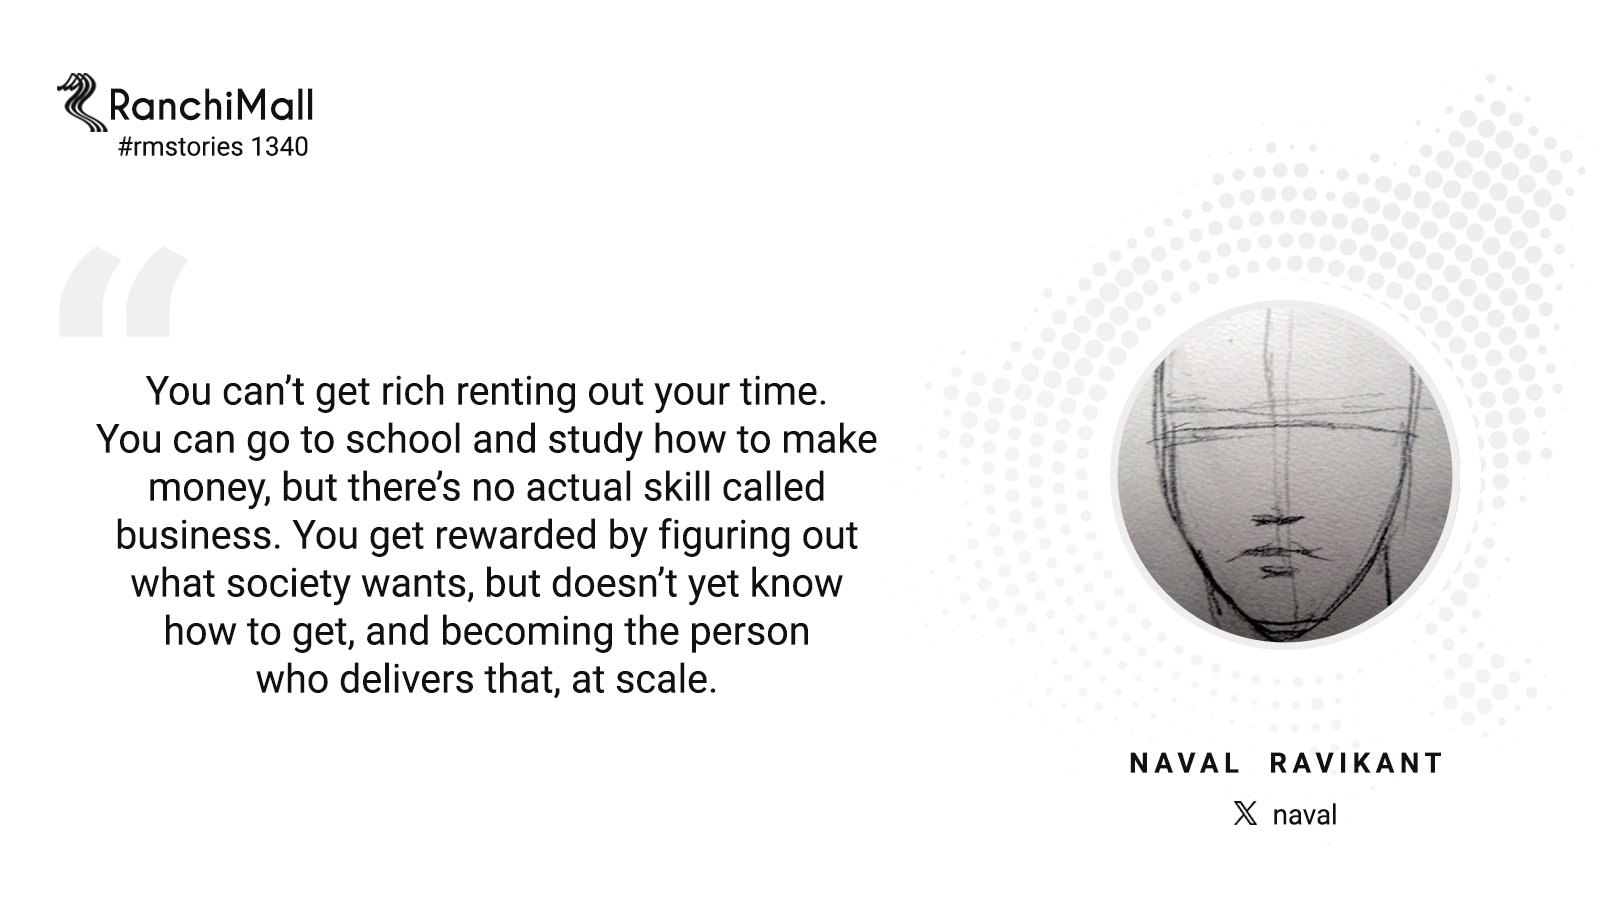 RanchiMall
#rmstories 1340
You can’t get rich renting out your time.
You can go to school and study how to make
money, but there’s no actual skill called
business. You get rewarded by figuring out
what society wants, but doesn’t yet know
how to get, and becoming the person
who delivers that, at scale.
NAVAL RAVIKANT
𝕏 naval